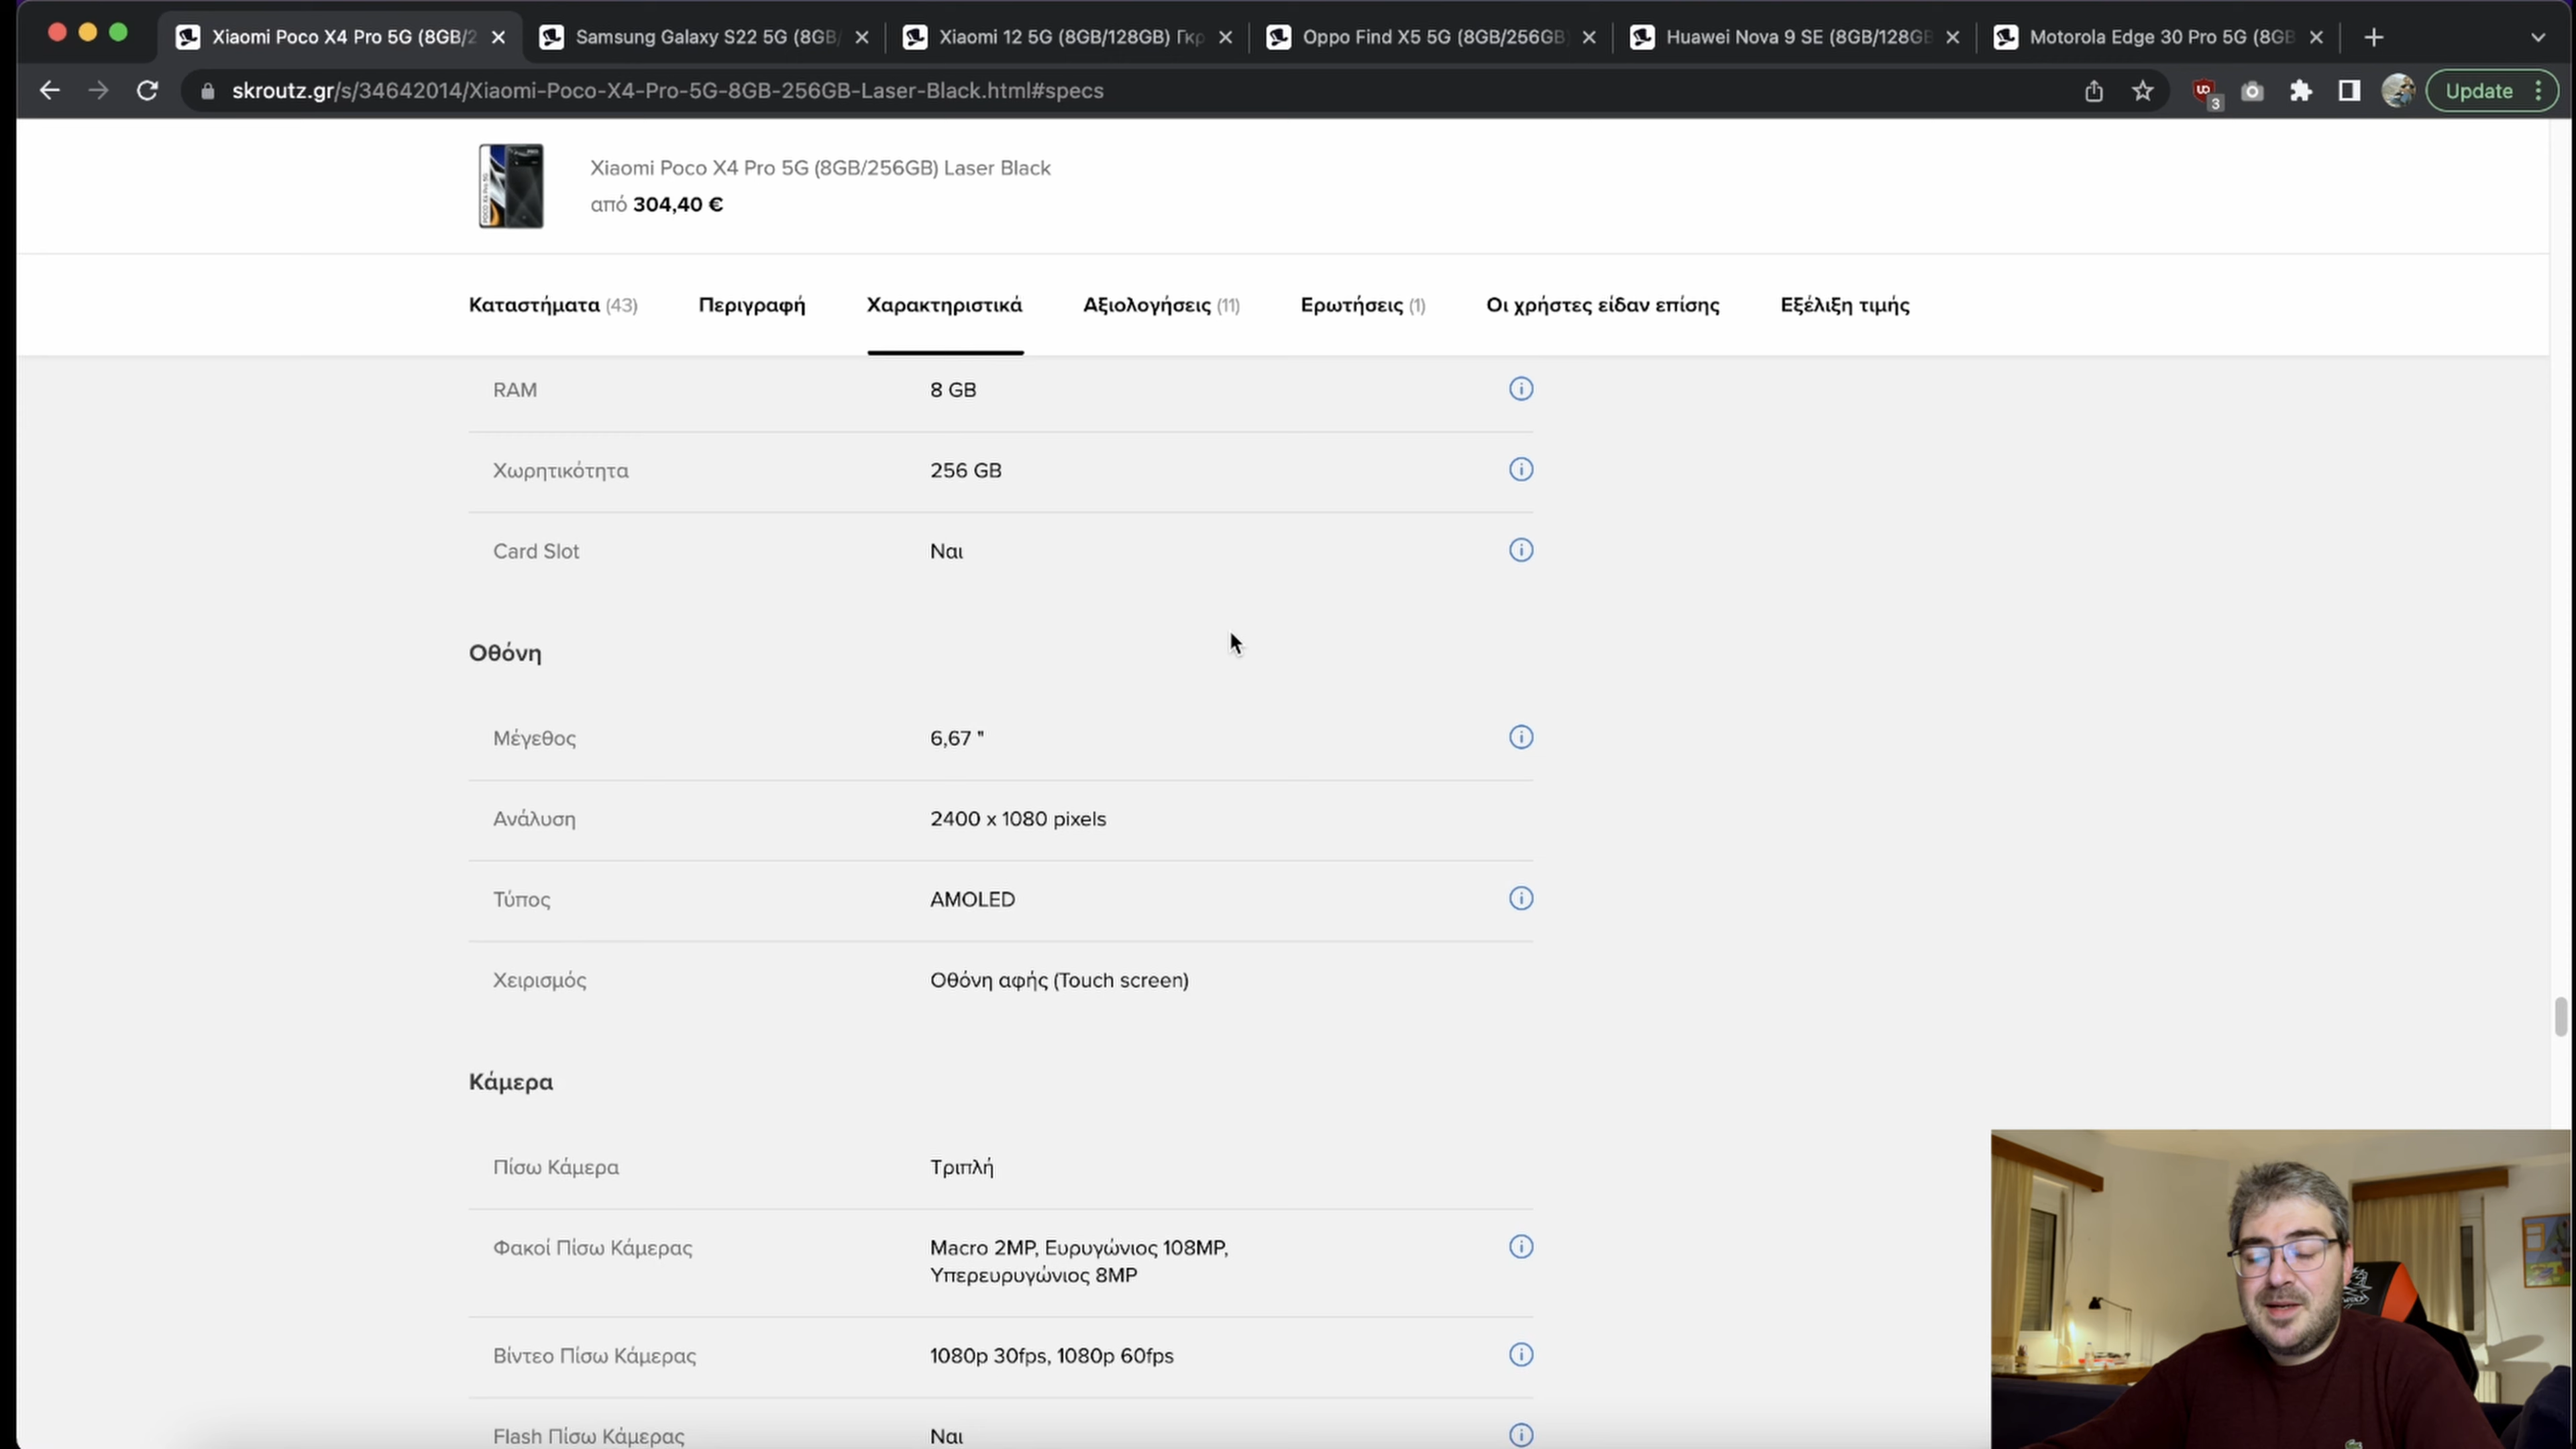 Xiaomi Poco X4 Pro 5G (8GB/2
Samsung Galaxy S22 5G (8GB/
Xiaomi 12 5G (8GB/128GB) Γκρ
Oppo Find X5 5G (8GB/256GB)
Huawei Nova 9 SE (8GB/128GB
Motorola Edge 30 Pro 5G (8GB
skroutz.gr/s/34642014/Xiaomi-Poco-X4-Pro-5G-8GB-256GB-Laser-Black.html#specs
3
Update
Xiaomi Poco X4 Pro 5G (8GB/256GB) Laser Black
από 304,40 €
Καταστήματα (43)
Περιγραφή
Χαρακτηριστικά
Αξιολογήσεις (11)
Ερωτήσεις (1)
Οι χρήστες είδαν επίσης
Εξέλιξη τιμής
RAM 8 GB
Χωρητικότητα 256 GB
Card Slot Ναι
Οθόνη
Μέγεθος 6,67 "
Ανάλυση 2400 x 1080 pixels
Τύπος AMOLED
Χειρισμός Οθόνη αφής (Touch screen)
Κάμερα
Πίσω Κάμερα Τριπλή
Φακοί Πίσω Κάμερας Macro 2MP, Ευρυγώνιος 108MP,
Υπερευρυγώνιος 8MP
Βίντεο Πίσω Κάμερας 1080p 30fps, 1080p 60fps
Flash Πίσω Κάμερας Ναι